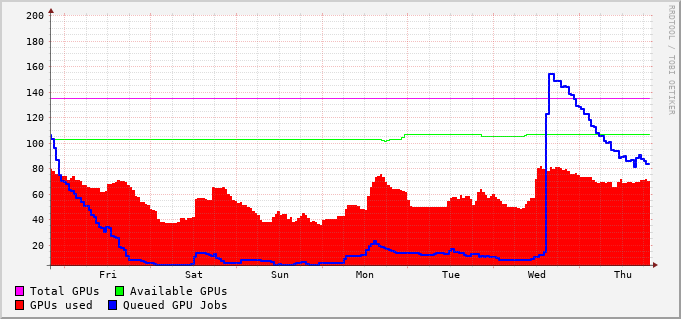 200
180
160
140
120
100
80
60
40
20
Fri Sat Sun Mon Tue Wed Thu
Total GPUs Available GPUs
GPUs used Queued GPU Jobs
RRDTOOL / TOBI OETIKER